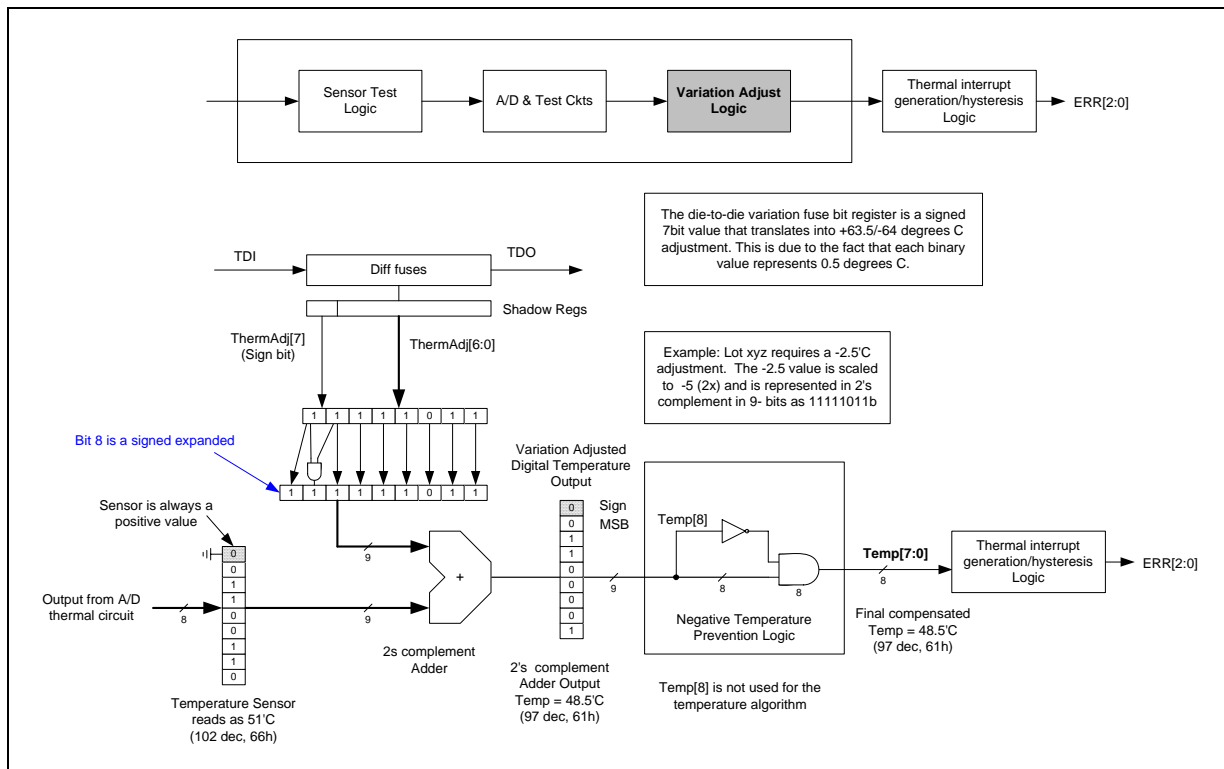 Sensor Test
Logic
A/D & Test Ckts
Variation Adjust
Logic
Thermal interrupt
generation/hysteresis
Logic
ERR[2:0]
The die-to-die variation fuse bit register is a signed
7bit value that translates into +63.5/-64 degrees C
adjustment. This is due to the fact that each binary
value represents 0.5 degrees C.
TDI
Diff fuses
TDO
Shadow Regs
ThermAdj[7]
(Sign bit)
ThermAdj[6:0]
Example: Lot xyz requires a -2.5'C
adjustment. The -2.5 value is scaled
to -5 (2x) and is represented in 2's
complement in 9- bits as 11111011b
1 1 1 1 1 0 1 1
Bit 8 is a signed expanded
1 1 1 1 1 1 0 1 1
Variation Adjusted
Digital Temperature
Output
Sensor is always a
positive value
0
0
1
1
0
0
1
1
0
Output from A/D
thermal circuit
8
9
9
+
2s complement
Adder
0
0
1
1
0
0
0
0
1
Sign
MSB
9
Temp[8]
8
8
Negative Temperature
Prevention Logic
Temp[7:0]
8
Thermal interrupt
generation/hysteresis
Logic
ERR[2:0]
Final compensated
Temp = 48.5'C
(97 dec, 61h)
Temperature Sensor
reads as 51'C
(102 dec, 66h)
2's complement
Adder Output
Temp = 48.5'C
(97 dec, 61h)
Temp[8] is not used for the
temperature algorithm